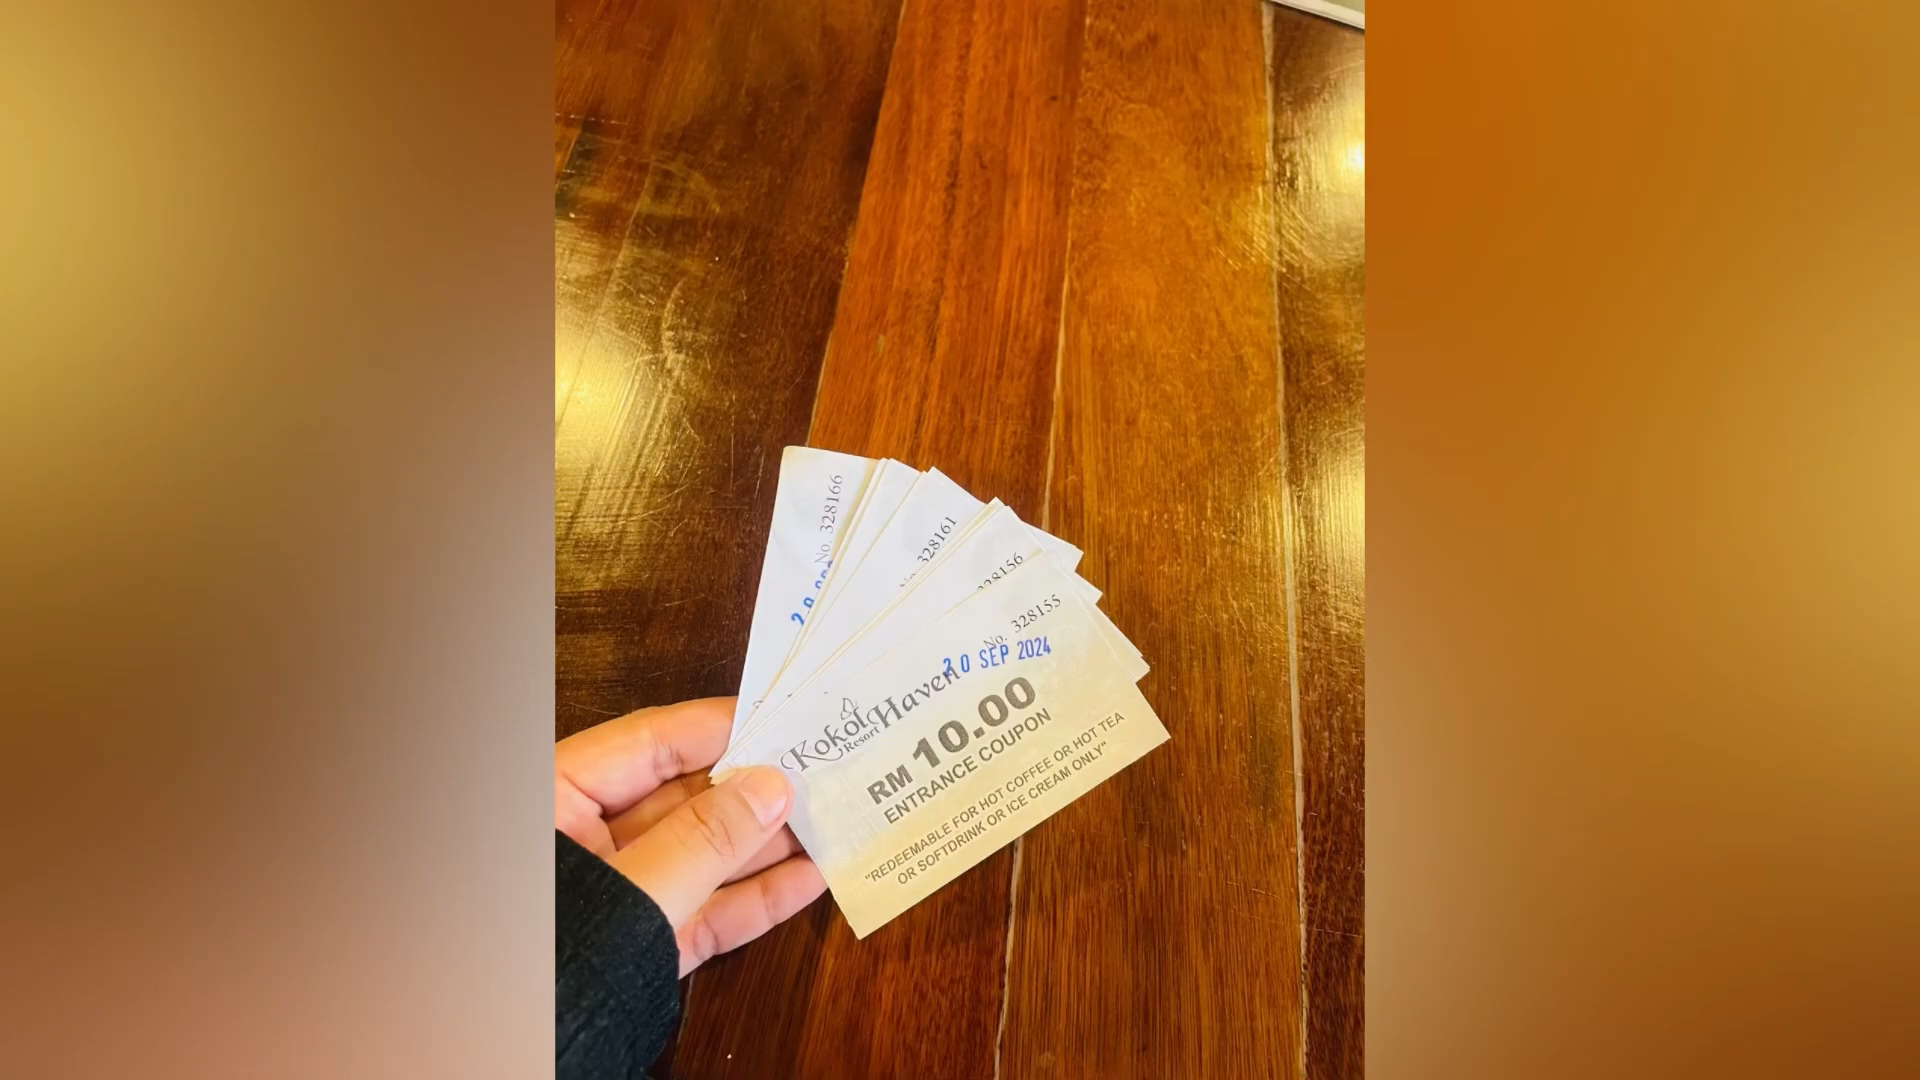 No. 328166
328161
328156
No. 328155
20 SEP 2024
Kokol Haven
Resort
RM 10.00
ENTRANCE COUPON
"REDEEMABLE FOR HOT COFFEE OR HOT TEA
OR SOFTDRINK OR ICE CREAM ONLY"